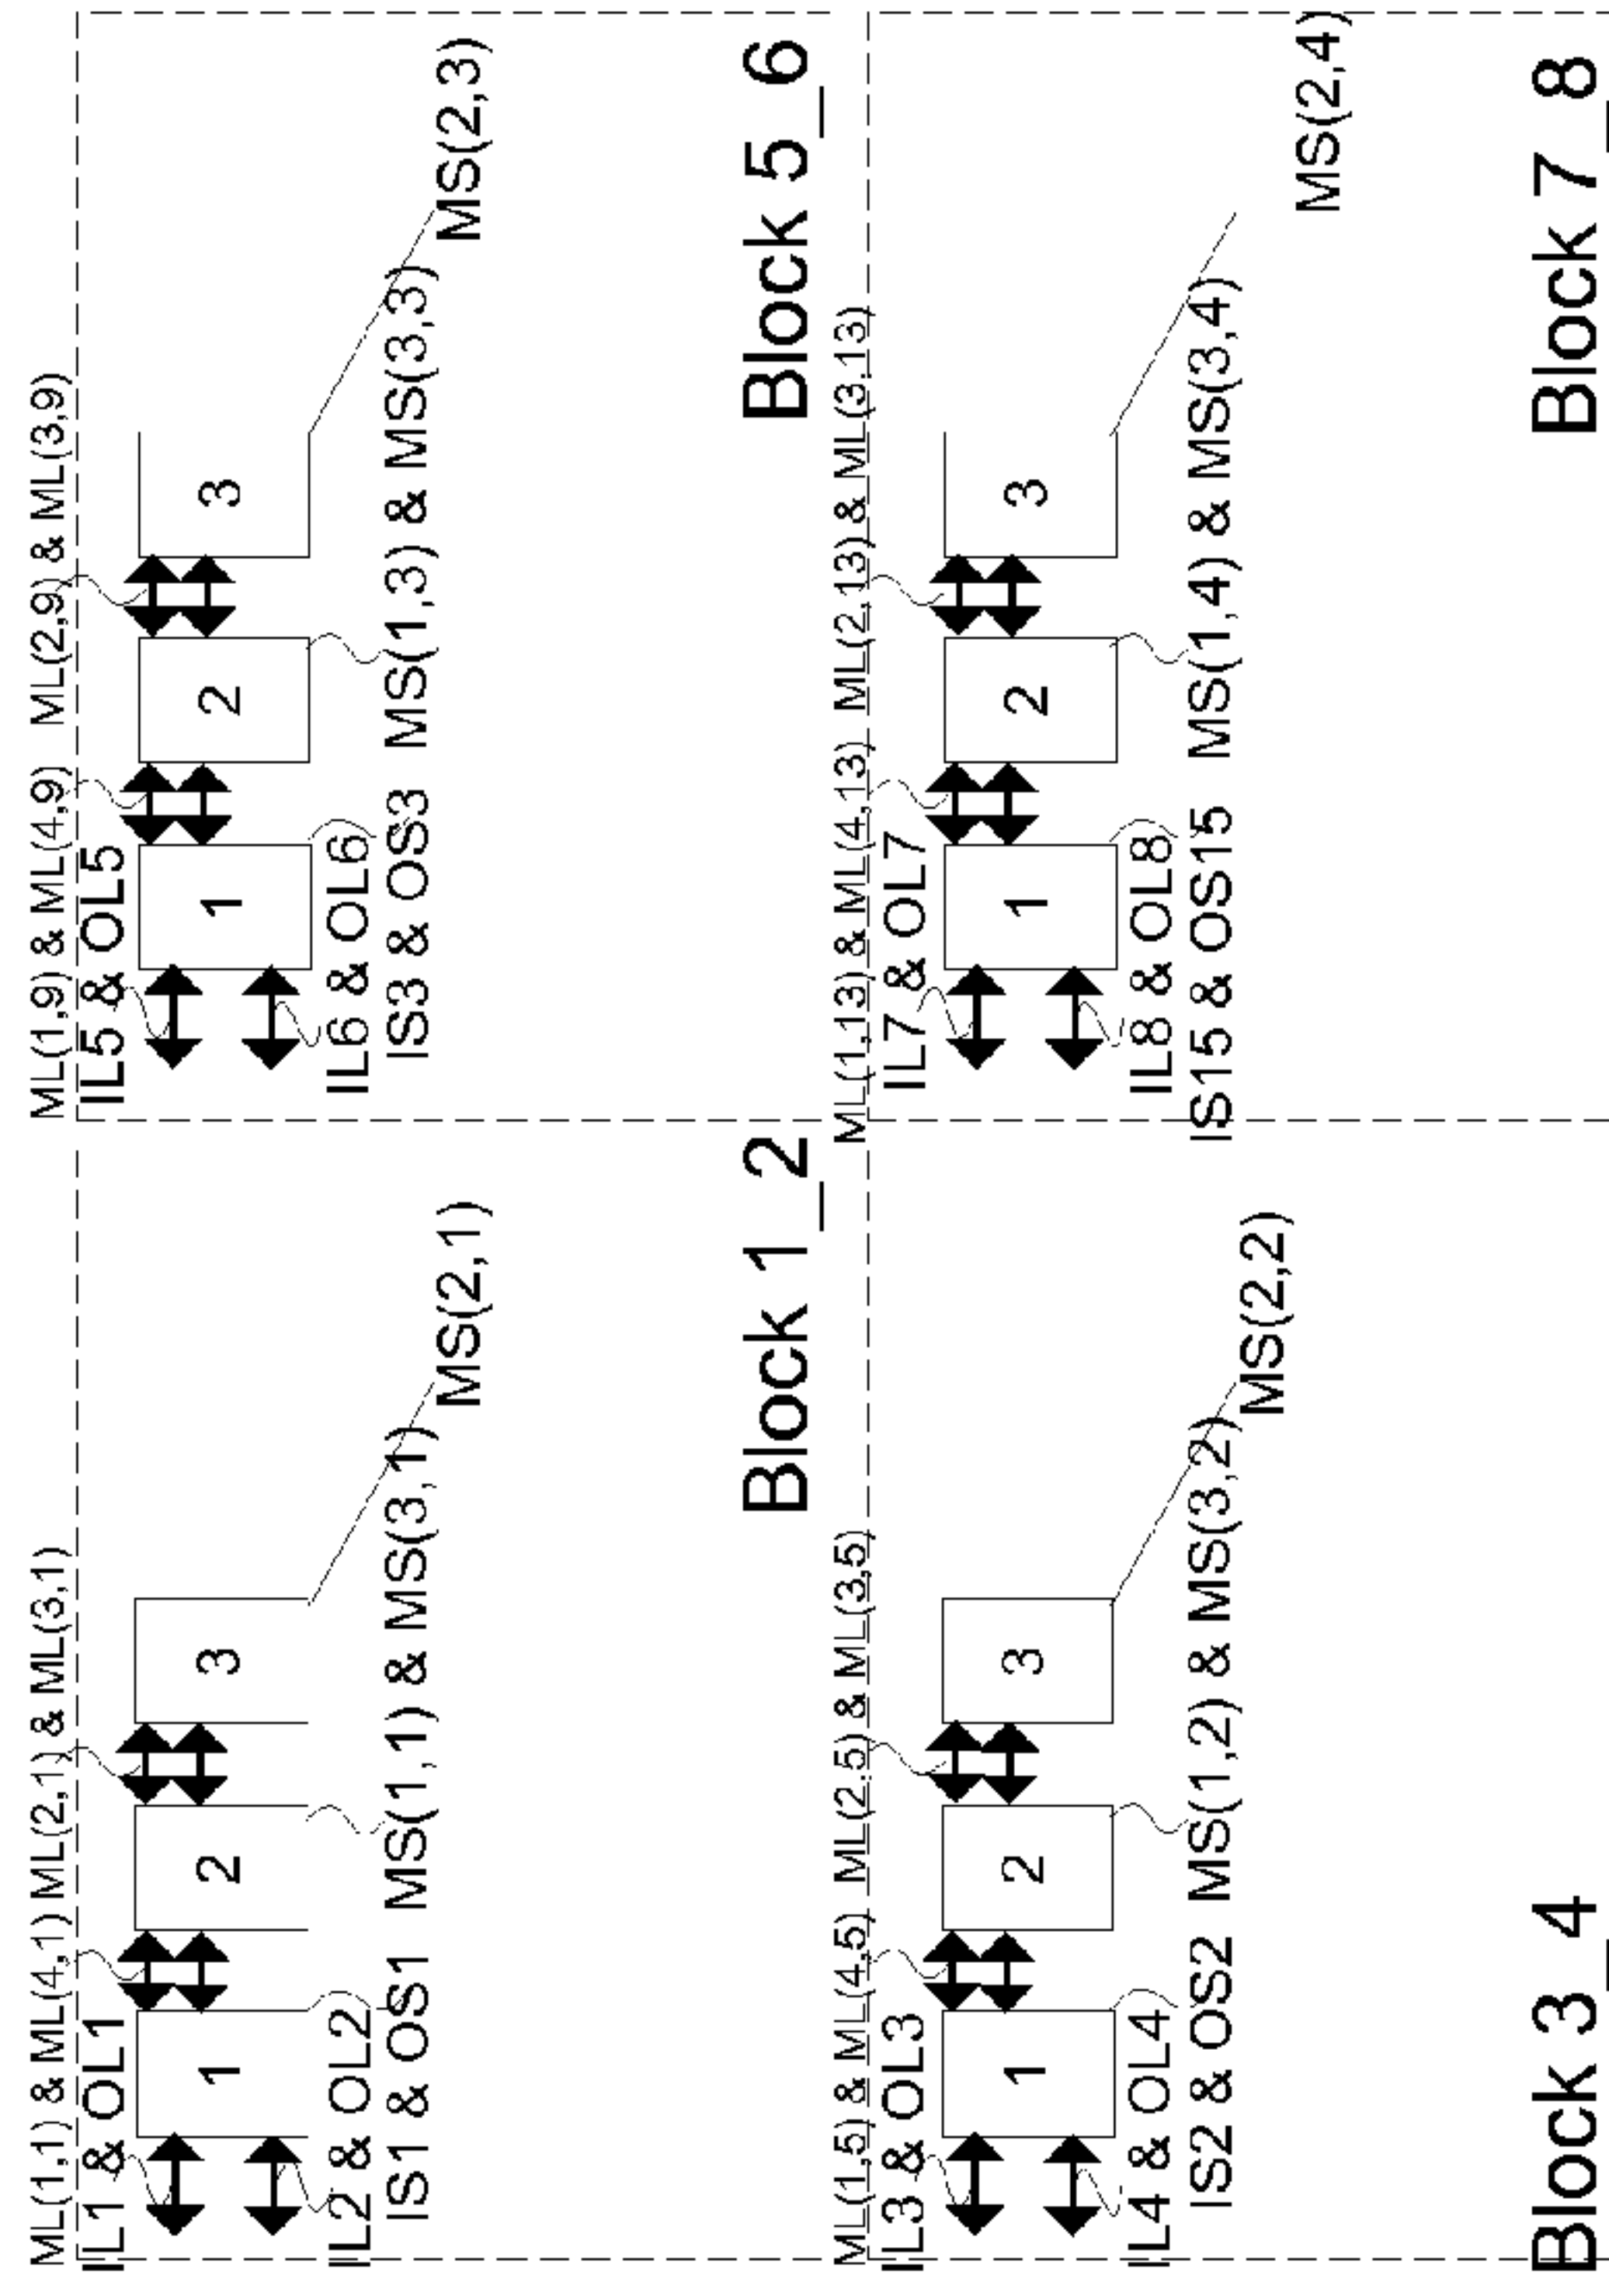 ML(1,1) & ML(4,1) ML(2,1) & ML(3,1)
IL1 & OL1
1
2
3
IL2 & OL2
IS1 & OS1
MS(1,1) & MS(3,1)
MS(2,1)
Block 1_2
ML(1,9) & ML(4,9) ML(2,9) & ML(3,9)
IL5 & OL5
1
2
3
IL6 & OL6
IS3 & OS3
MS(1,3) & MS(3,3)
MS(2,3)
Block 5_6
ML(1,5) & ML(4,5) ML(2,5) & ML(3,5)
IL3 & OL3
1
2
3
IL4 & OL4
IS2 & OS2
MS(1,2) & MS(3,2)
MS(2,2)
Block 3_4
ML(1,13) & ML(4,13) ML(2,13) & ML(3,13)
IL7 & OL7
1
2
3
IL8 & OL8
IS15 & OS15
MS(1,4) & MS(3,4)
MS(2,4)
Block 7_8